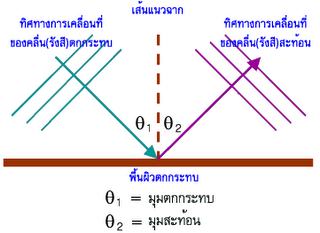 เส้นแนวฉาก
ทิศทางการเคลื่อนที่
ของคลื่น(รังสี)ตกกระทบ
ทิศทางการเคลื่อนที่
ของคลื่น(รังสี)สะท้อน
θ1 θ2
พื้นผิวตกกระทบ
θ1 = มุมตกกระทบ
θ2 = มุมสะท้อน